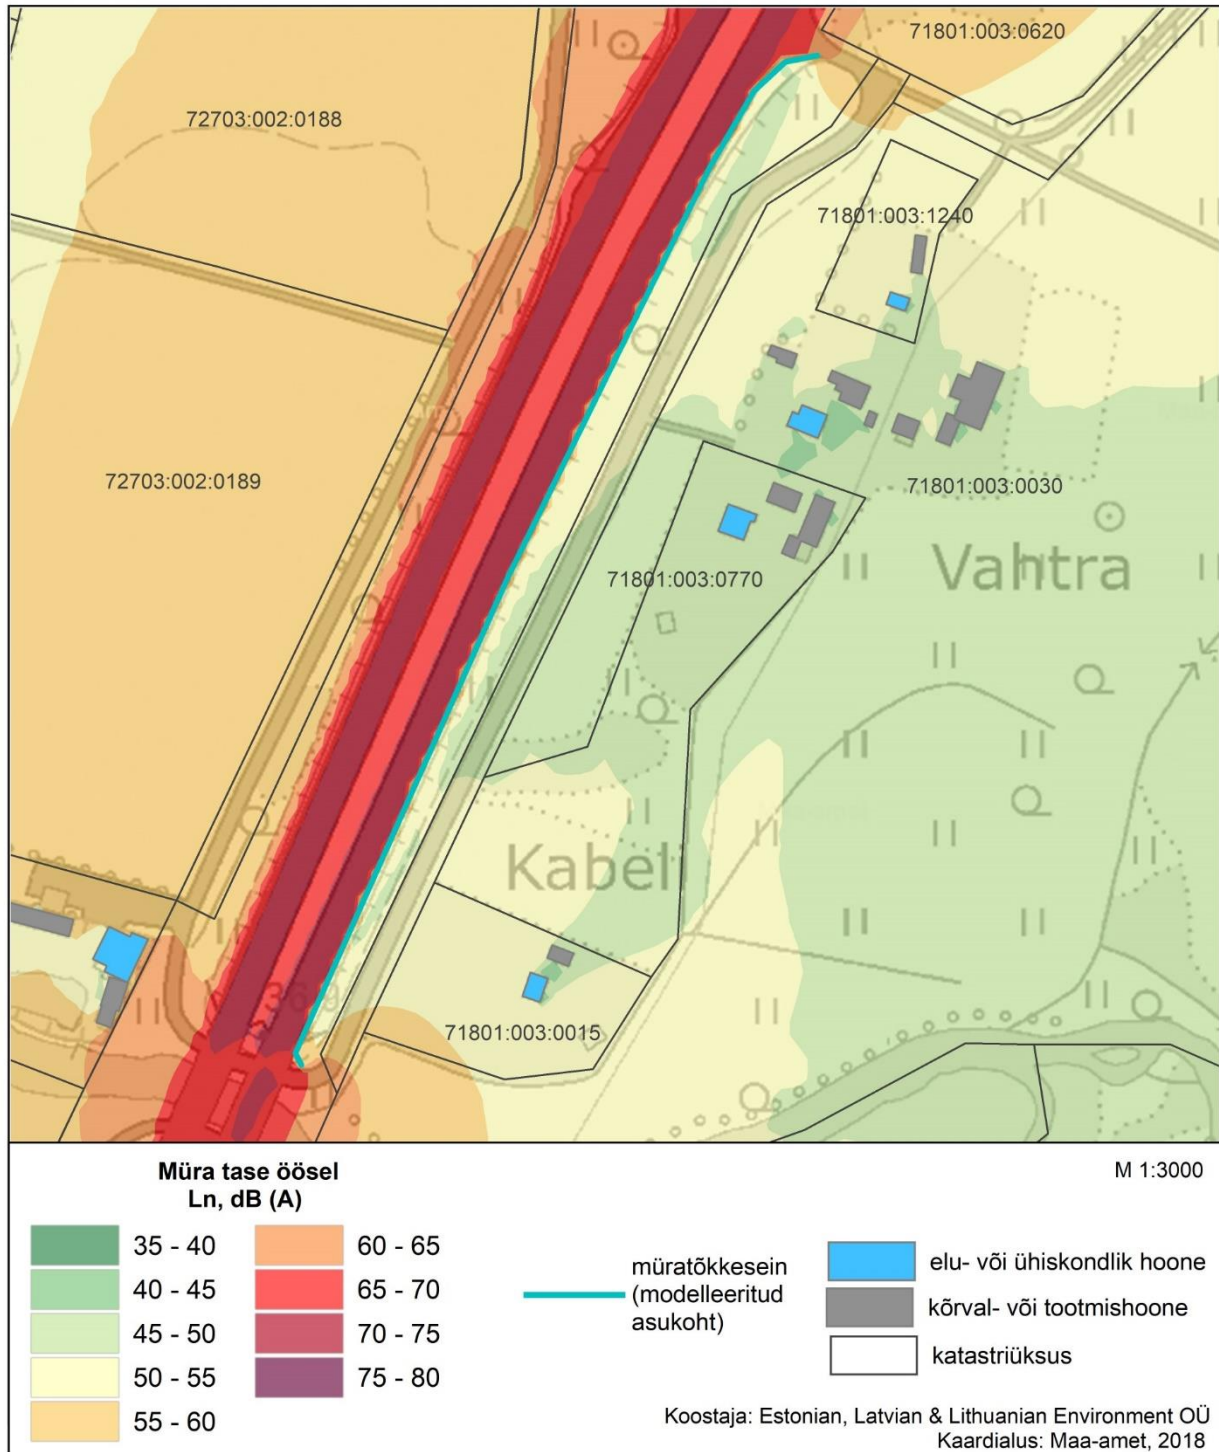 71801:003:0620
72703:002:0188
71801:003:1240
72703:002:0189
71801:003:0030
Vahtra
71801:003:0770
Kabel
71801:003:0015
Müra tase öösel
Ln, dB (A)
M 1:3000
35 - 40
40 - 45
45 - 50
50 - 55
55 - 60
60 - 65
65 - 70
70 - 75
75 - 80
müratõkkesein
(modelleeritud
asukoht)
elu- või ühiskondlik hoone
kõrval- või tootmishoone
katastriüksus
Koostaja: Estonian, Latvian & Lithuanian Environment OÜ
Kaardialus: Maa-amet, 2018